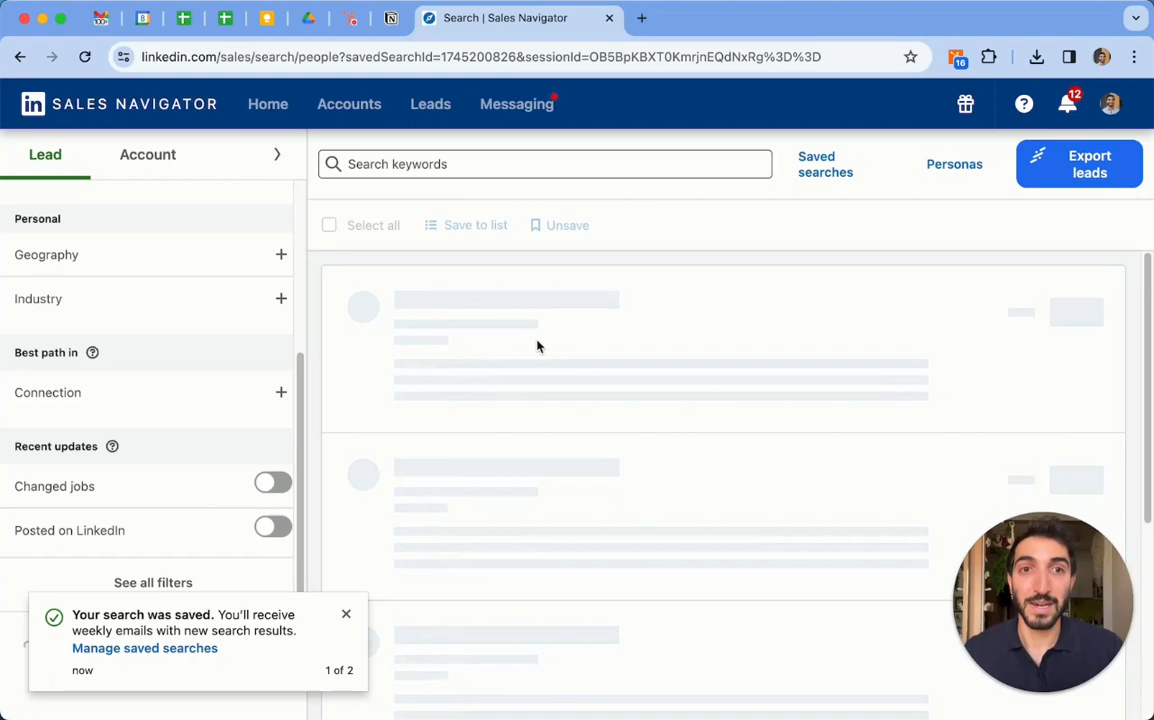 Search | Sales Navigator
linkedin.com/sales/search/people?savedSearchId=1745200826&sessionId=OB5BpKBXT0KmrjnEQdNxRg%3D%3D
16
in SALES NAVIGATOR
Home
Accounts
Leads
Messaging
12
Lead
Account
Search keywords
Saved
searches
Personas
Export
leads
Select all
Save to list
Unsave
Personal
Geography
Industry
Best path in
Connection
Recent updates
Changed jobs
Posted on LinkedIn
See all filters
Your search was saved. You'll receive
weekly emails with new search results.
Manage saved searches
now
1 of 2